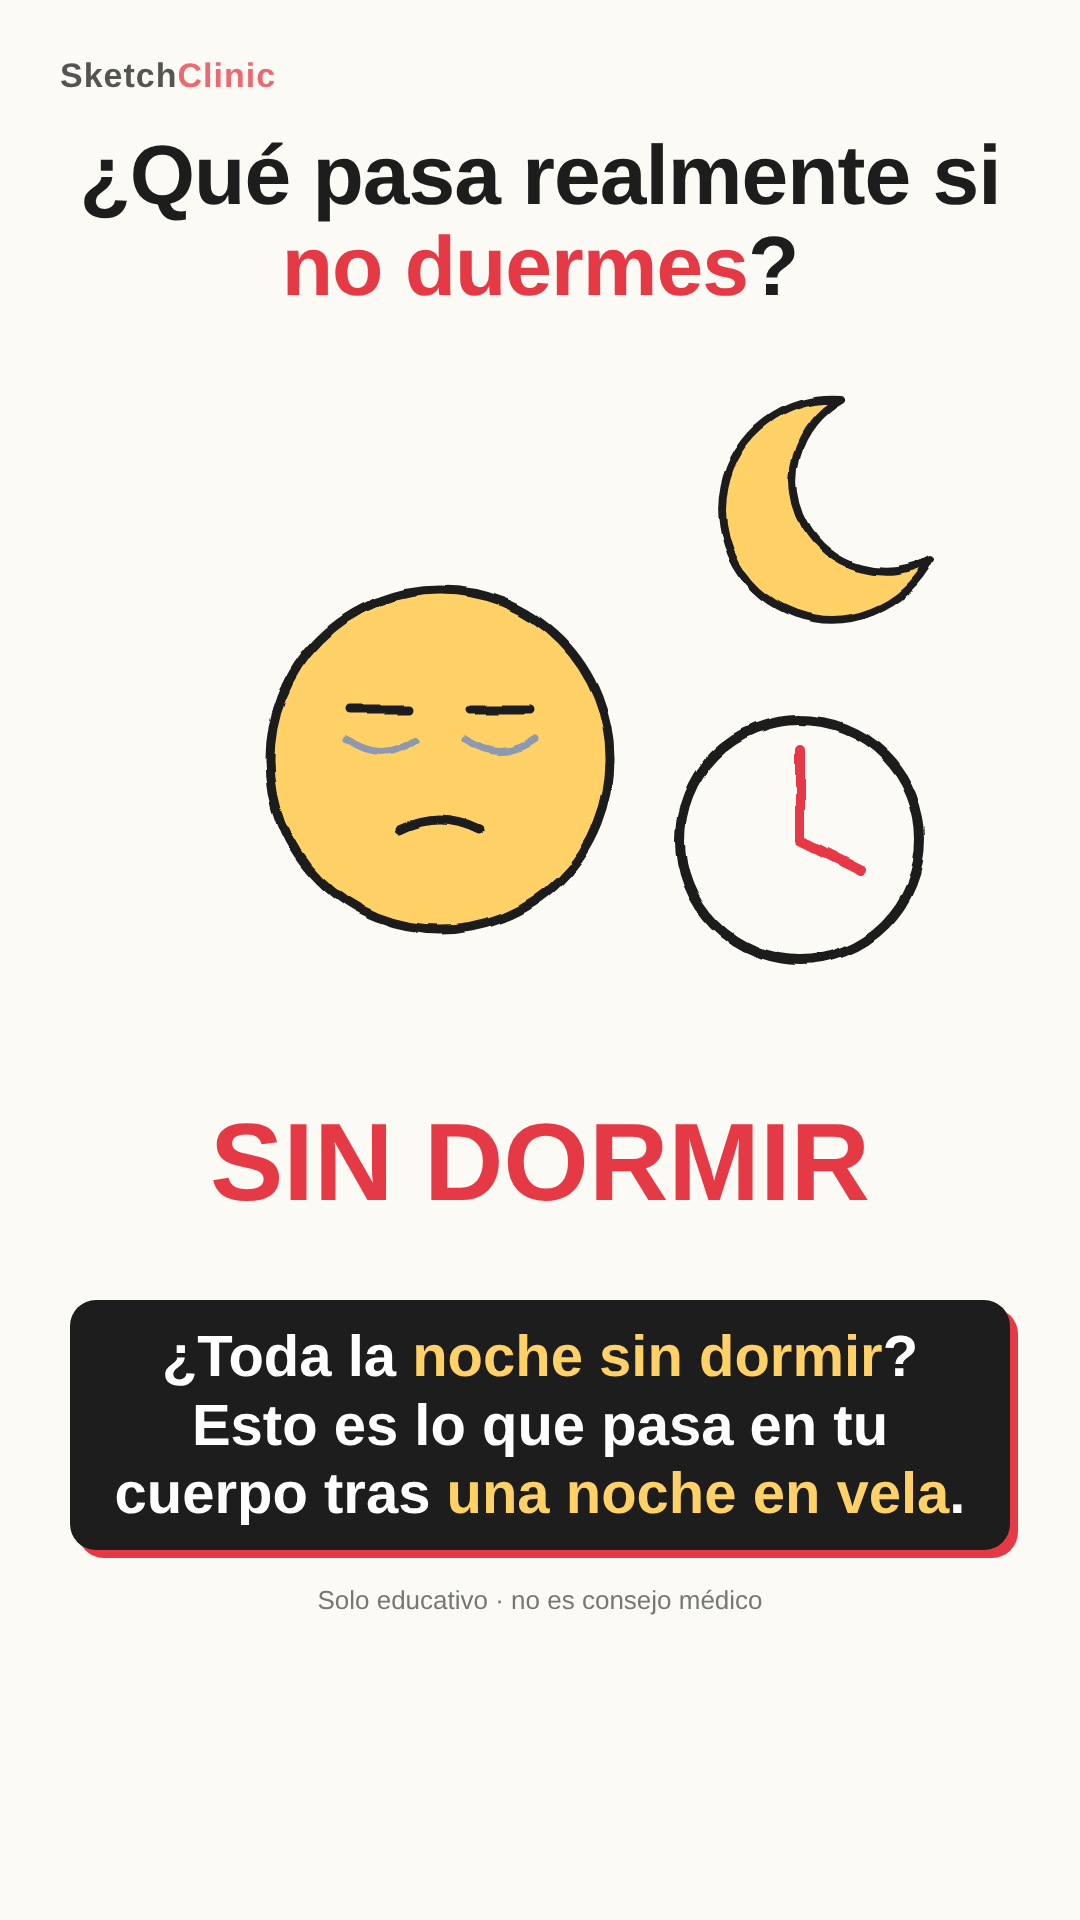 SketchClinic
¿Qué pasa realmente si
no duermes?
SIN DORMIR
¿Toda la noche sin dormir?
Esto es lo que pasa en tu
cuerpo tras una noche en vela.
Solo educativo · no es consejo médico